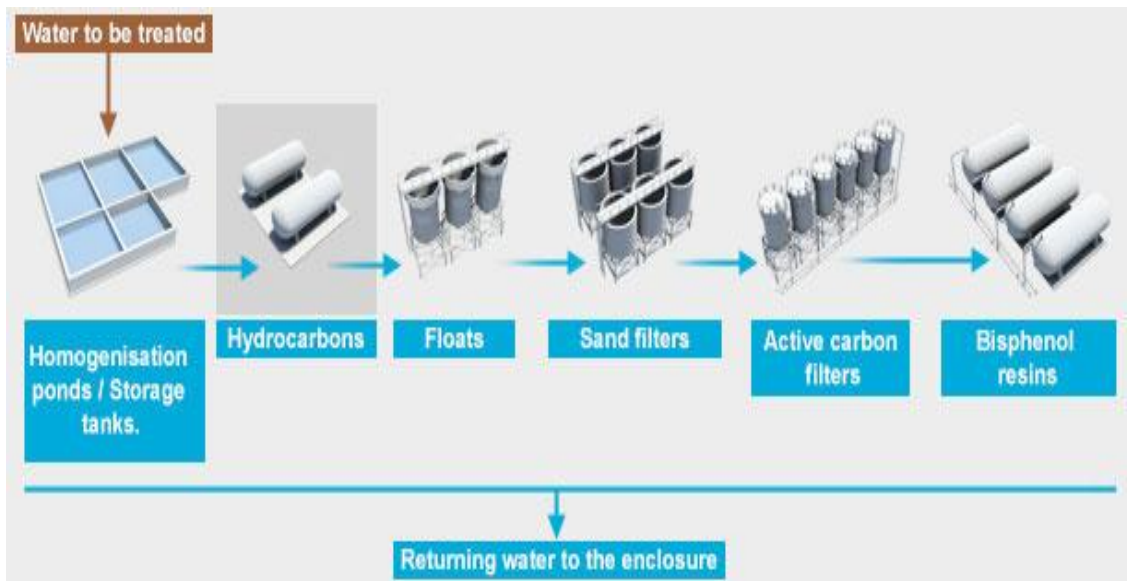 Water to be treated
Homogenisation
ponds / Storage
tanks.
Hydrocarbons
Floats
Sand filters
Active carbon
filters
Bisphenol
resins
Returning water to the enclosure